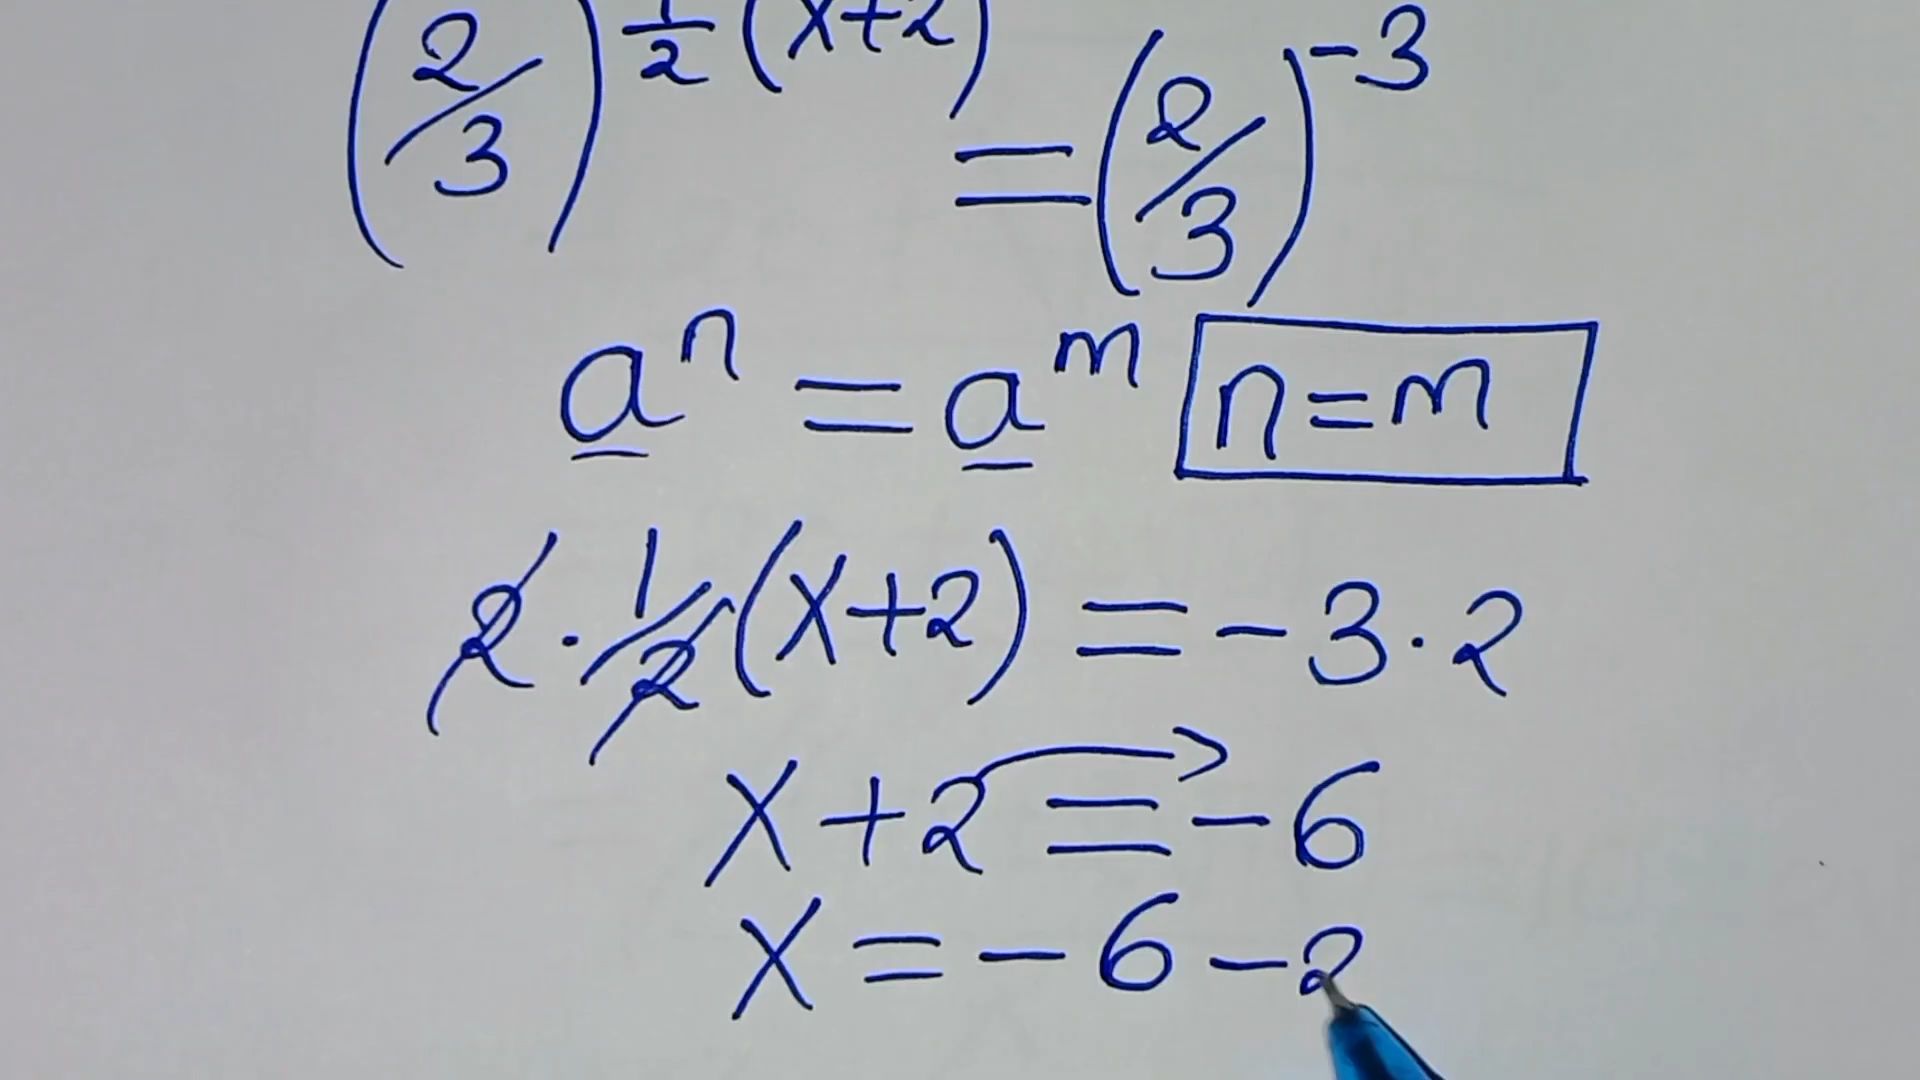 (2/3)^½(x+2) = (2/3)^-3
a^n = a^m n=m
2·1/2(x+2) = -3·2
x+2 = -6
x = -6-2